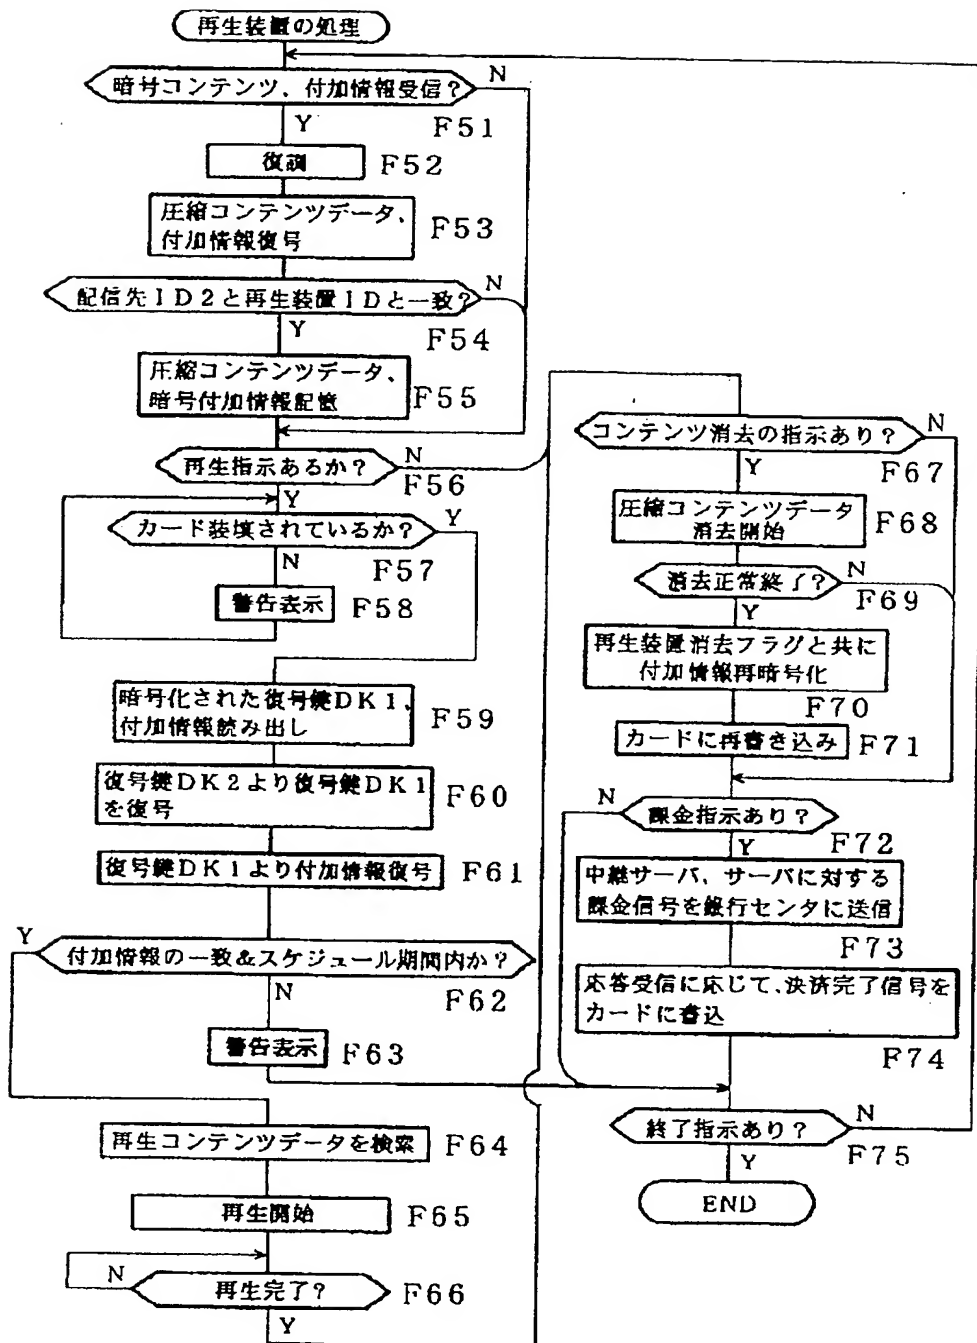 再生装置の処理
暗号コンテンツ、付加情報受信?
N
F51
Y
復調
F52
圧縮コンテンツデータ、
付加情報復号
F53
配信先ID2と再生装置IDと一致?
N
F54
Y
圧縮コンテンツデータ、
暗号付加情報記憶
F55
再生指示あるか?
N
F56
Y
カード装填されているか?
Y
F57
N
警告表示
F58
暗号化された復号鍵DK1、
付加情報読み出し
F59
復号鍵DK2より復号鍵DK1
を復号
F60
復号鍵DK1より付加情報復号
F61
Y
付加情報の一致&スケジュール期間内か?
F62
N
警告表示
F63
再生コンテンツデータを検索
F64
再生開始
F65
N
再生完了?
F66
Y
コンテンツ消去の指示あり?
N
F67
Y
圧縮コンテンツデータ
消去開始
F68
消去正常終了?
N
F69
Y
再生装置消去フラグと共に
付加情報再暗号化
F70
カードに再書き込み
F71
N
課金指示あり?
F72
Y
中継サーバ、サーバに対する
課金信号を銀行センタに送信
F73
応答受信に応じて、決済完了信号を
カードに書込
F74
終了指示あり?
N
F75
Y
END